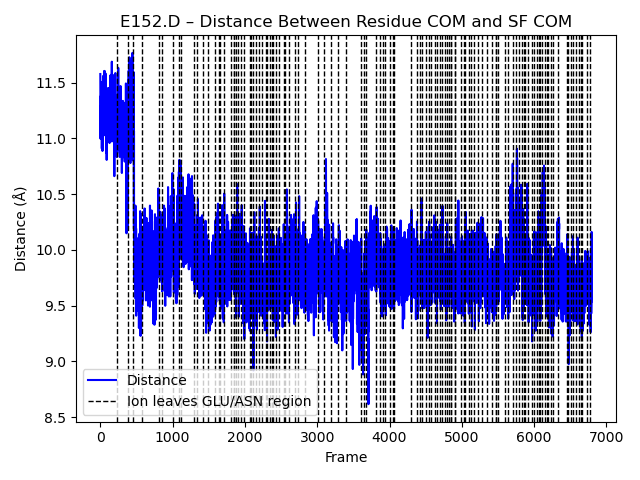 E152.D – Distance Between Residue COM and SF COM
Distance (Å)
11.5
11.0
10.5
10.0
9.5
9.0
8.5
Distance
Ion leaves GLU/ASN region
0 1000 2000 3000 4000 5000 6000 7000
Frame